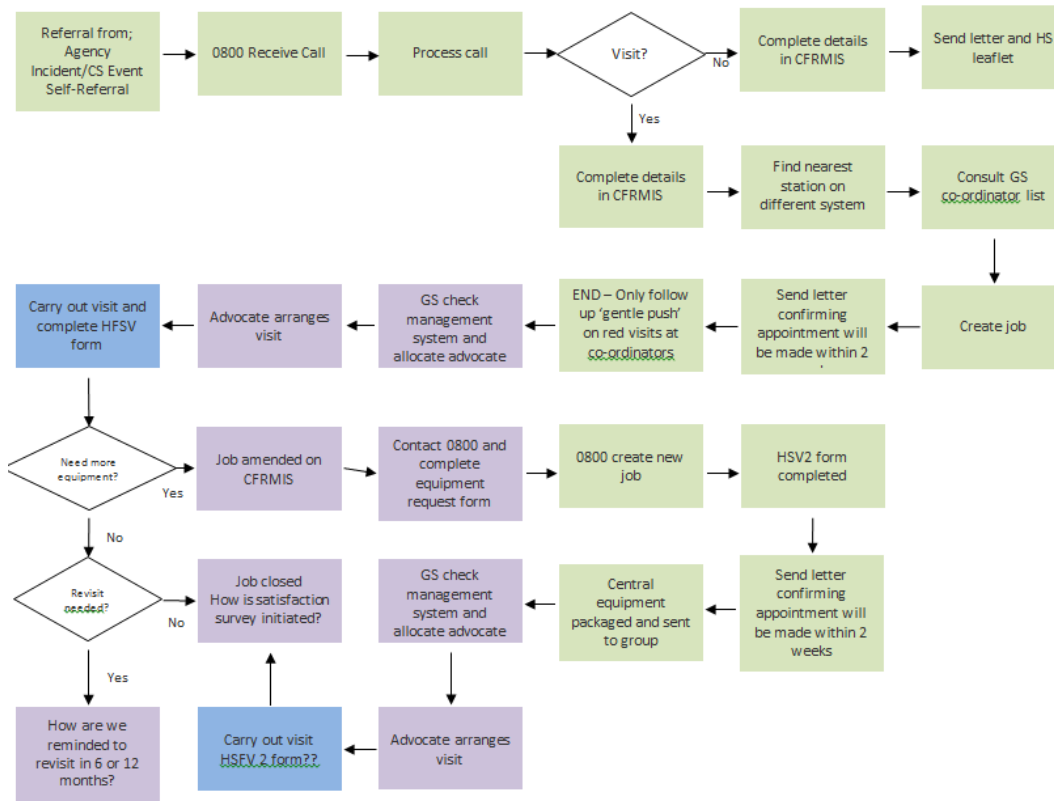 Referral from;
Agency
Incident/CS Event
Self-Referral
0800 Receive Call
Process call
Visit?
No
Complete details
in CFRMIS
Send letter and HS
leaflet
Yes
Complete details
in CFRMIS
Find nearest
station on
different system
Consult GS
co-ordinator list
Carry out visit and
complete HFSV
form
Advocate arranges
visit
GS check
management
system and
allocate advocate
END – Only follow
up ‘gentle push’
on red visits at
co-ordinators
Send letter
confirming
appointment will
be made within 2
Create job
Need more
equipment?
Yes
Job amended on
CFRMIS
Contact 0800 and
complete
equipment
request form
0800 create new
job
HSV2 form
completed
No
Revisit
needed?
No
Job closed
How is satisfaction
survey initiated?
GS check
management
system and
allocate advocate
Central
equipment
packaged and sent
to group
Send letter
confirming
appointment will
be made within 2
weeks
Yes
How are we
reminded to
revisit in 6 or 12
months?
Carry out visit
HSFV 2 form??
Advocate arranges
visit